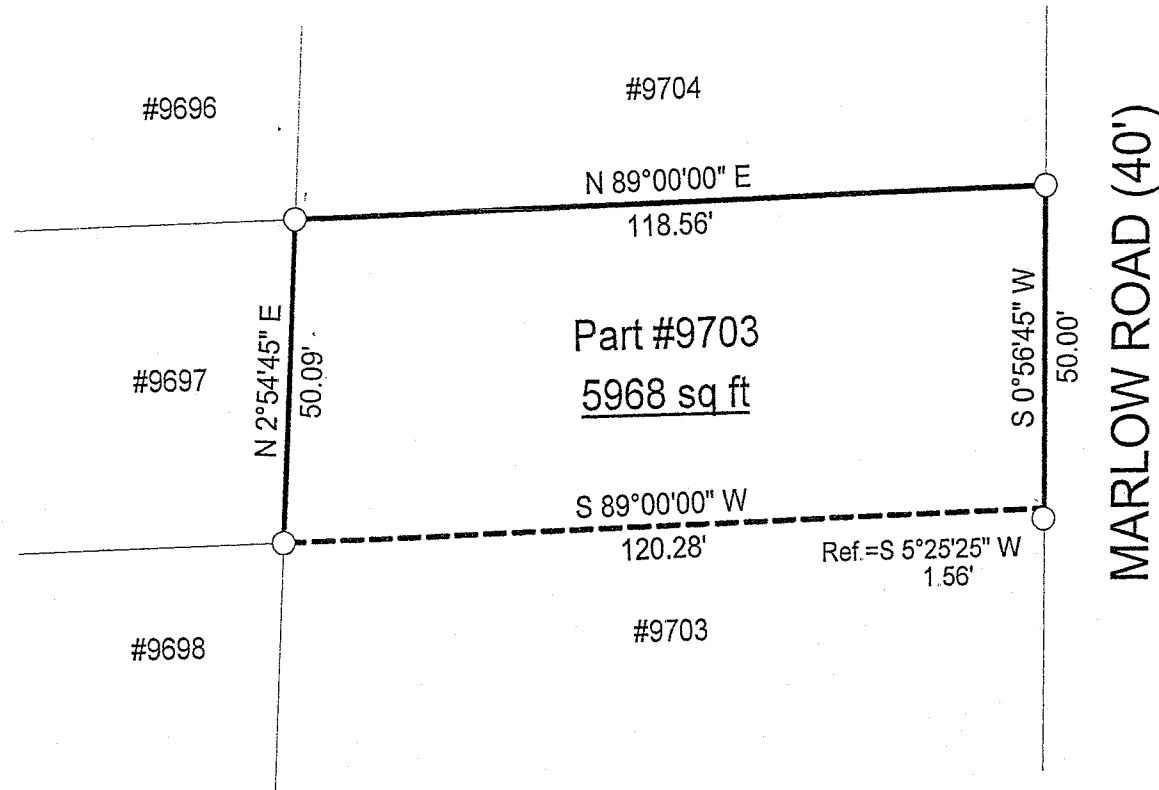 #9696
#9704
N 89°00'00" E
118.56'
MARLOW ROAD (40')
N 2°54'45" E
50.09'
Part #9703
5968 sq ft
S 0°56'45" W
50.00'
#9697
S 89°00'00" W
120.28'
Ref.=S 5°25'25" W
1.56'
#9703
#9698